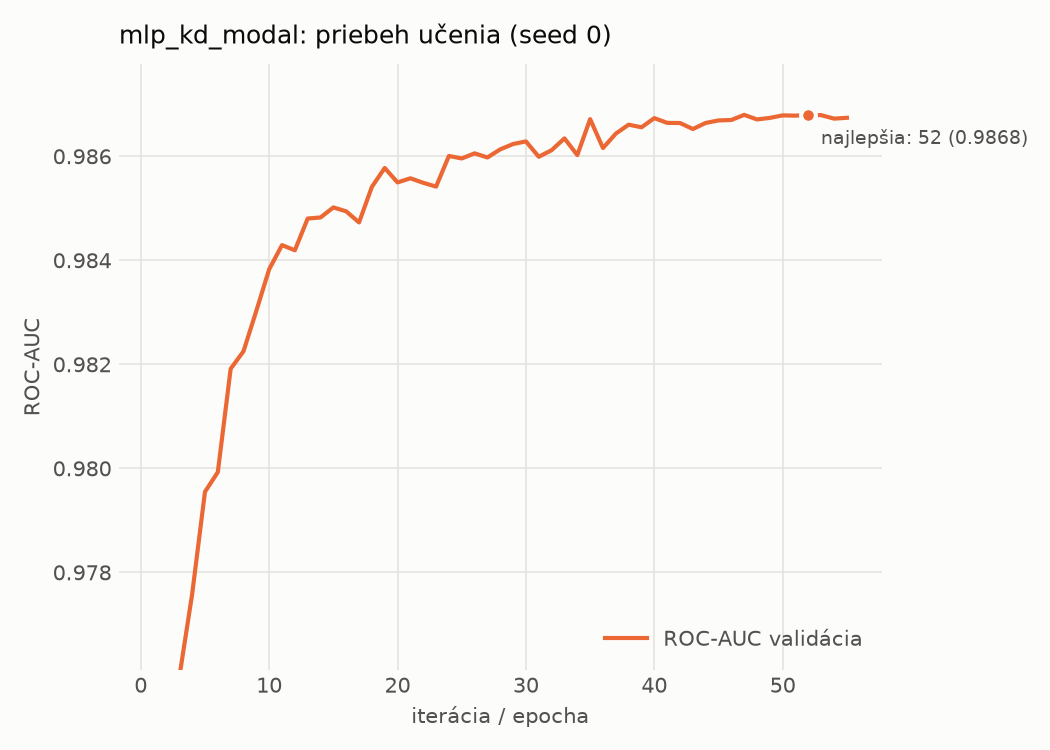 mlp_kd_modal: priebeh učenia (seed 0)
najlepšia: 52 (0.9868)
0.986
0.984
0.982
0.980
0.978
ROC-AUC
ROC-AUC validácia
0 10 20 30 40 50
iterácia / epocha